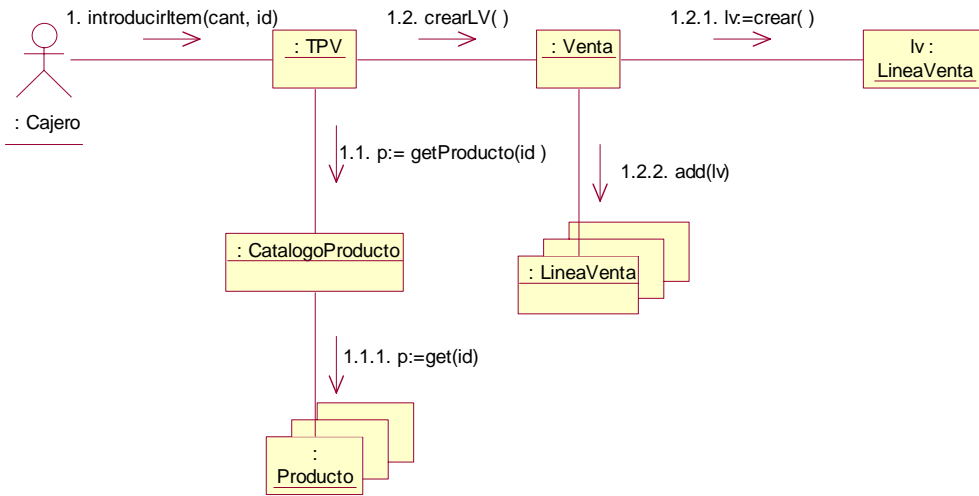 1. introducirItem(cant, id)
1.2. crearLV( )
1.2.1. lv:=crear( )
: TPV
: Venta
lv :
LineaVenta
: Cajero
1.1. p:= getProducto(id )
1.2.2. add(lv)
: CatalogoProducto
: LineaVenta
1.1.1. p:=get(id)
:
Producto